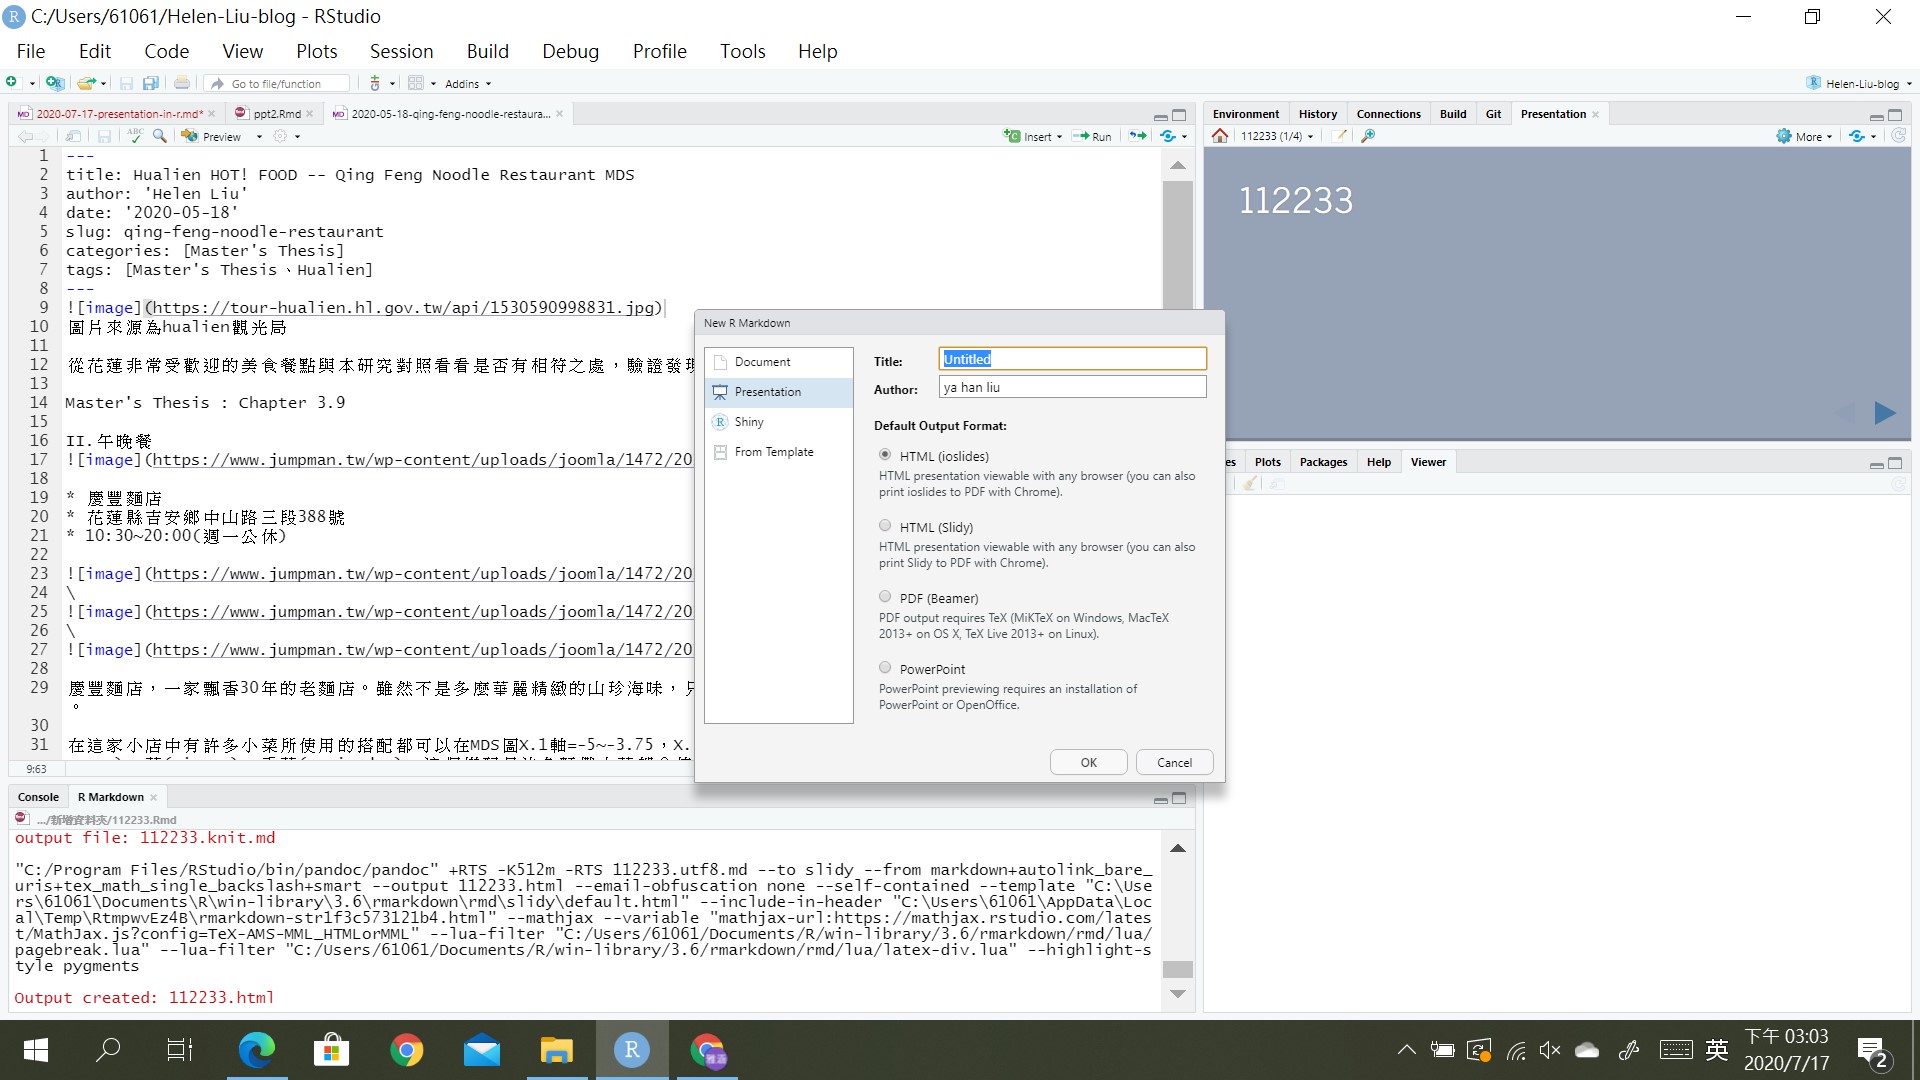 C:/Users/61061/Helen-Liu-blog - RStudio
File Edit Code View Plots Session Build Debug Profile Tools Help
Go to file/function Addins Helen-Liu-blog
2020-07-17-presentation-in-r.md* ppt2.Rmd 2020-05-18-qing-feng-noodle-restaura...
Preview Insert Run
1 ---
2 title: Hualien HOT! FOOD -- Qing Feng Noodle Restaurant MDS
3 author: 'Helen Liu'
4 date: '2020-05-18'
5 slug: qing-feng-noodle-restaurant
6 categories: [Master's Thesis]
7 tags: [Master's Thesis、Hualien]
8 ---
9 ![image](https://tour-hualien.hl.gov.tw/api/1530590998831.jpg)
10 圖片來源為hualien觀光局
11
12 從花蓮非常受歡迎的美食餐點與本研究對照看看是否有相符之處，驗證發現
13
14 Master's Thesis : Chapter 3.9
15
16 II.午晚餐
17 ![image](https://www.jumpman.tw/wp-content/uploads/joomla/1472/20
18
19 * 慶豐麵店
20 * 花蓮縣吉安鄉中山路三段388號
21 * 10:30~20:00(週一公休)
22
23 ![image](https://www.jumpman.tw/wp-content/uploads/joomla/1472/20
24 \
25 ![image](https://www.jumpman.tw/wp-content/uploads/joomla/1472/20
26 \
27 ![image](https://www.jumpman.tw/wp-content/uploads/joomla/1472/20
28
29 慶豐麵店，一家飄香30年的老麵店。雖然不是多麼華麗精緻的山珍海味，只
。
30
31 在這家小店中有許多小菜所使用的搭配都可以在MDS圖X.1軸=-5~-3.75，X.
9:63
Console R Markdown
.../新增資料夾/112233.Rmd
output file: 112233.knit.md
"C:/Program Files/RStudio/bin/pandoc/pandoc" +RTS -K512m -RTS 112233.utf8.md --to slidy --from markdown+autolink_bare_
uris+tex_math_single_backslash+smart --output 112233.html --email-obfuscation none --self-contained --template "C:\Use
rs\61061\Documents\R\win-library\3.6\rmarkdown\rmd\slidy\default.html" --include-in-header "C:\Users\61061\AppData\Loc
al\Temp\RtmpwvEz4B\rmarkdown-str1f3c573121b4.html" --mathjax --variable "mathjax-url:https://mathjax.rstudio.com/lates
t/MathJax.js?config=TeX-AMS-MML_HTMLorMML" --lua-filter "C:/Users/61061/Documents/R/win-library/3.6/rmarkdown/rmd/lua/
pagebreak.lua" --lua-filter "C:/Users/61061/Documents/R/win-library/3.6/rmarkdown/rmd/lua/latex-div.lua" --highlight-s
tyle pygments
Output created: 112233.html
New R Markdown
Document
Presentation
Shiny
From Template
Title: Untitled
Author: ya han liu
Default Output Format:
HTML (ioslides)
HTML presentation viewable with any browser (you can also
print ioslides to PDF with Chrome).
HTML (Slidy)
HTML presentation viewable with any browser (you can also
print Slidy to PDF with Chrome).
PDF (Beamer)
PDF output requires TeX (MiKTeX on Windows, MacTeX
2013+ on OS X, TeX Live 2013+ on Linux).
PowerPoint
PowerPoint previewing requires an installation of
PowerPoint or OpenOffice.
OK Cancel
Environment History Connections Build Git Presentation
112233 (1/4) More
112233
es Plots Packages Help Viewer
英
下午 03:03
2020/7/17
2